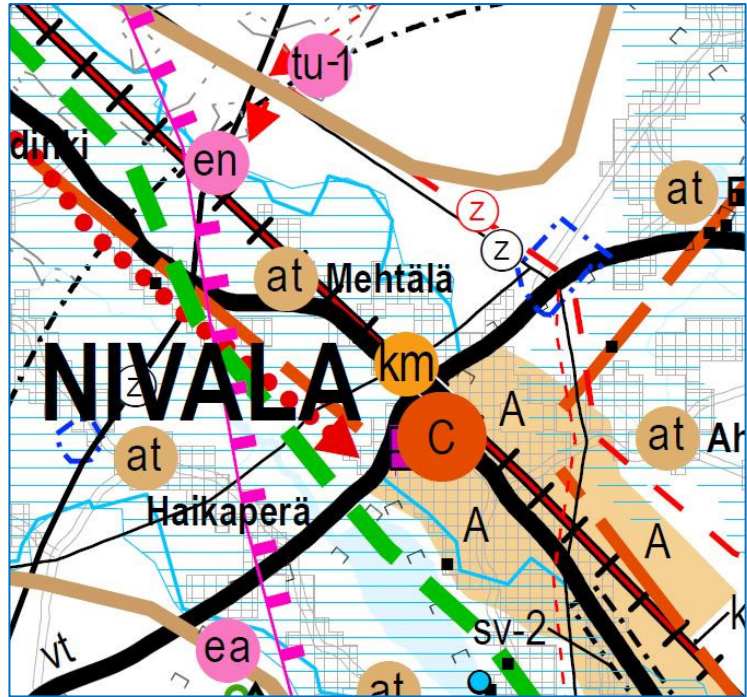 tu-1
dinki
en
at
z
z
at
Mehtälä
km
NIVALA
z
A
C
at
Ah
at
Haikaperä
A
A
sv-2
k
vt
ea
at